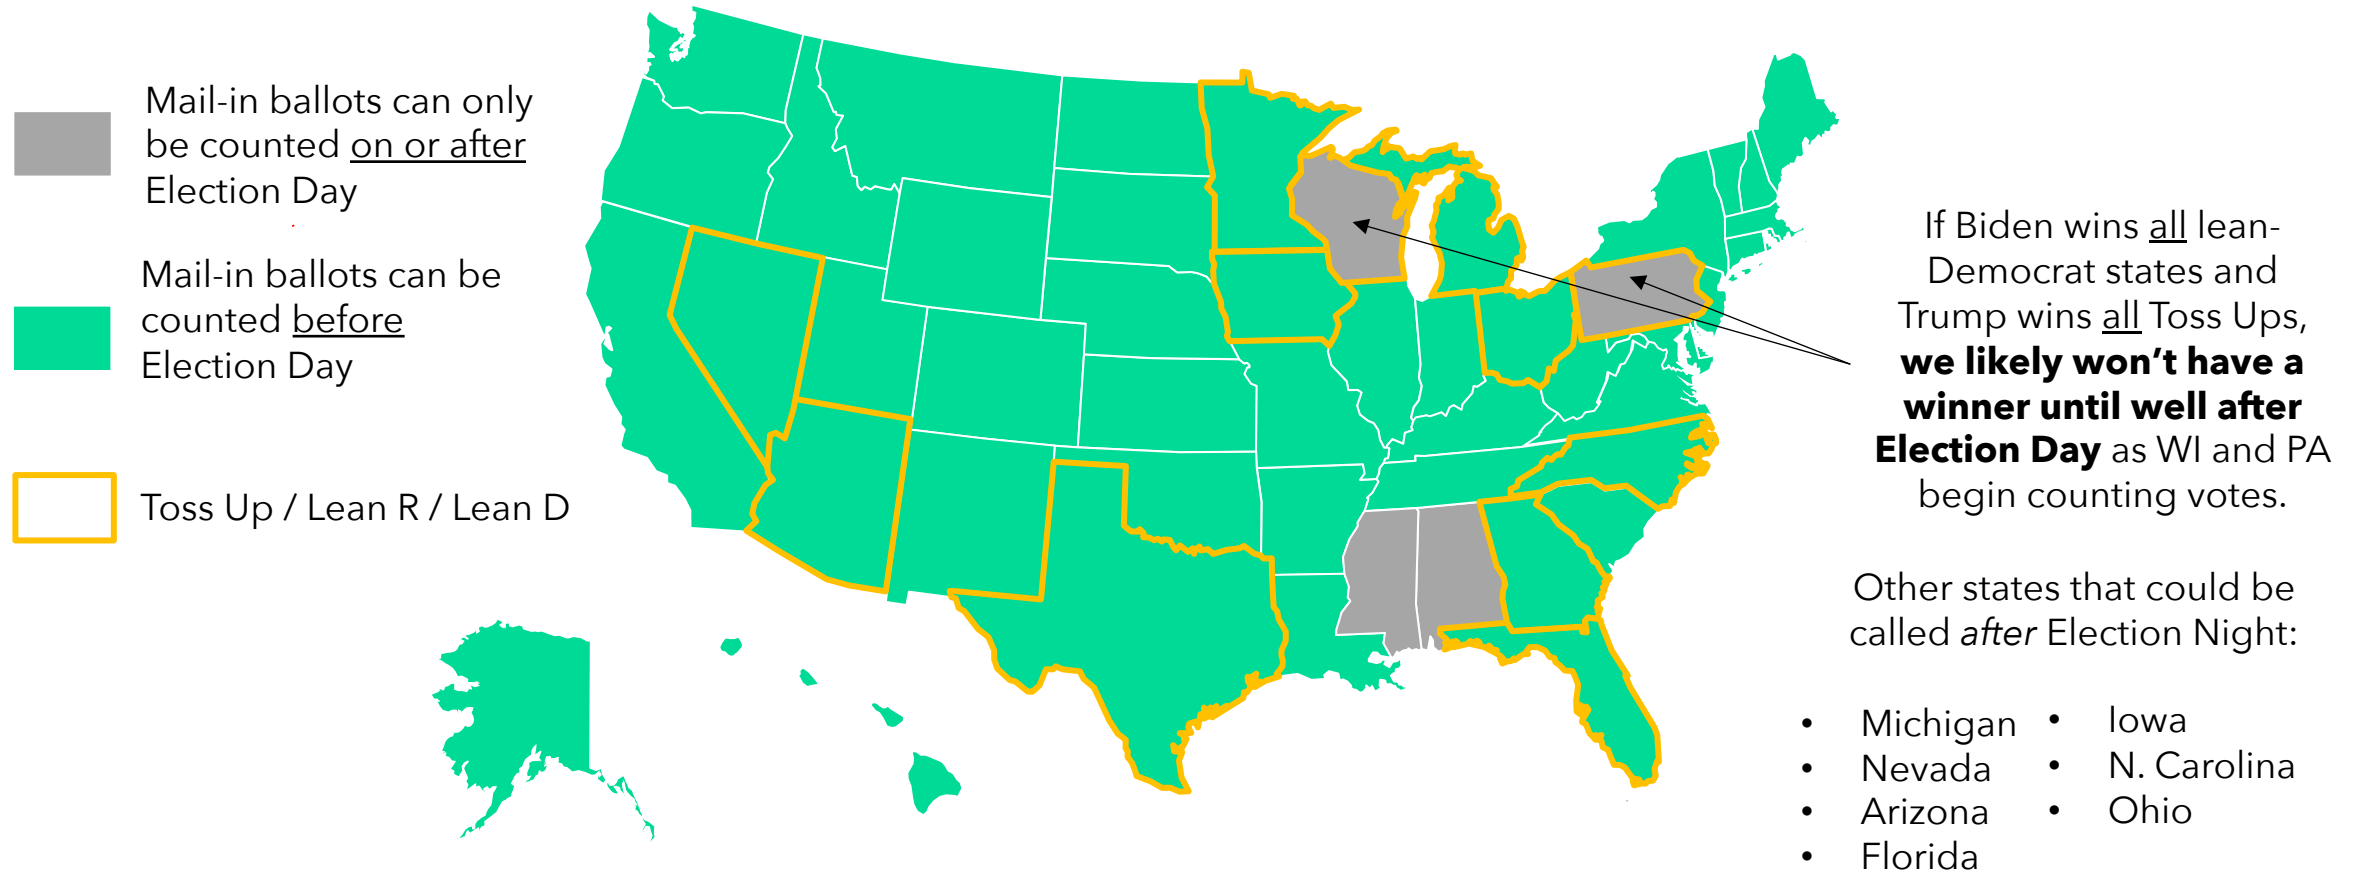 Mail-in ballots can only
be counted on or after
Election Day
Mail-in ballots can be
counted before
Election Day
Toss Up / Lean R / Lean D
If Biden wins all lean-
Democrat states and
Trump wins all Toss Ups,
we likely won’t have a
winner until well after
Election Day as WI and PA
begin counting votes.
Other states that could be
called after Election Night:
• Michigan
• Nevada
• Arizona
• Florida
• Iowa
• N. Carolina
• Ohio